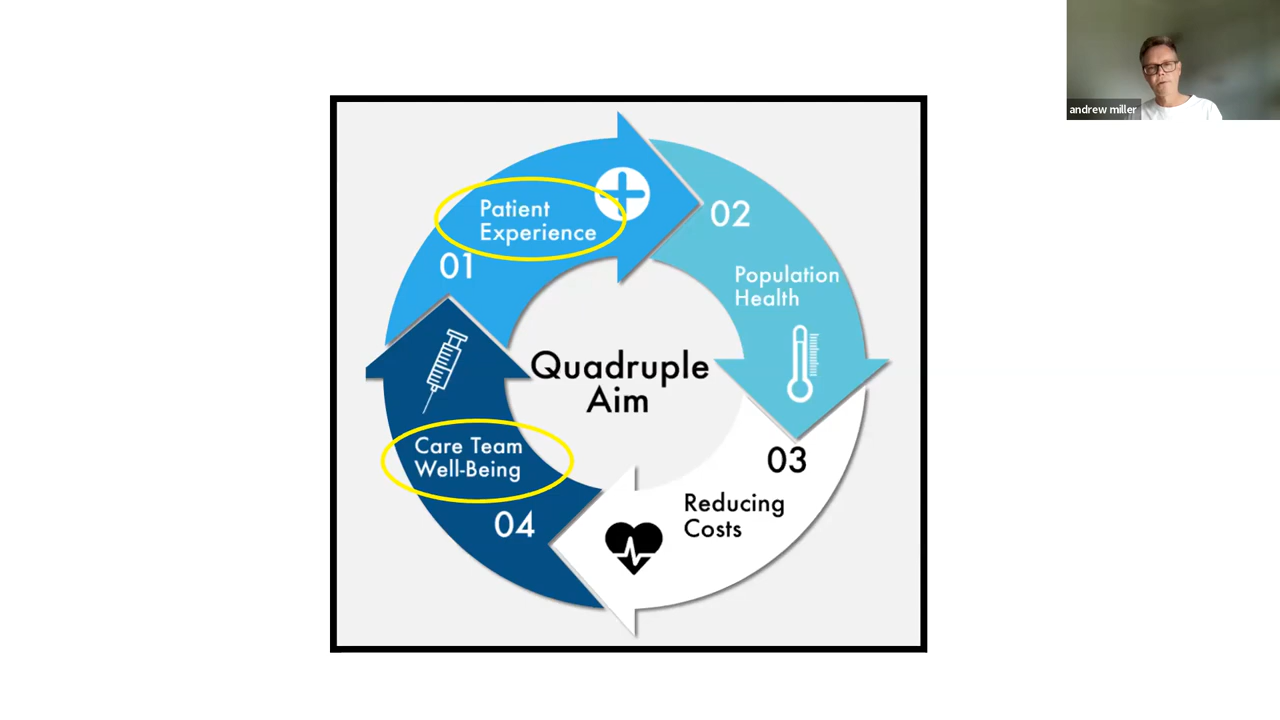 andrew miller
Patient
Experience
01
02
Population
Health
Quadruple
Aim
03
Reducing
Costs
Care Team
Well-Being
04